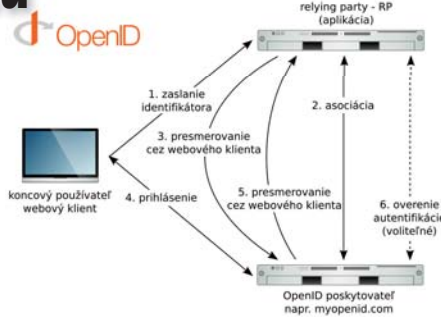 OpenID
relying party - RP
(aplikácia)
1. zaslanie
identifikátora
2. asociácia
3. presmerovanie
cez webového klienta
koncový používateľ
webový klient
4. prihlásenie
5. presmerovanie
cez webového klienta
6. overenie
autentifikácie
(voliteľné)
OpenID poskytovateľ
napr. myopenid.com